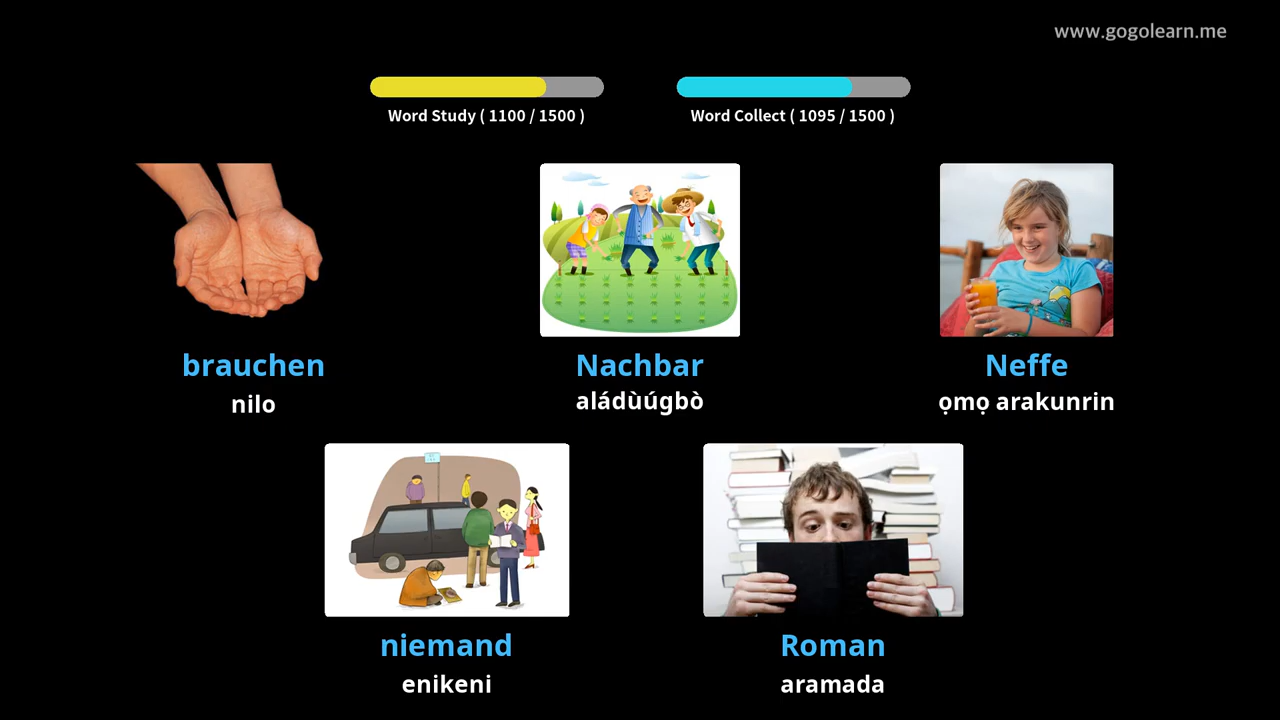 www.gogolearn.me
Word Study ( 1100 / 1500 )
Word Collect ( 1095 / 1500 )
brauchen
nilo
Nachbar
aládùúgbò
Neffe
ọmọ arakunrin
niemand
enikeni
Roman
aramada